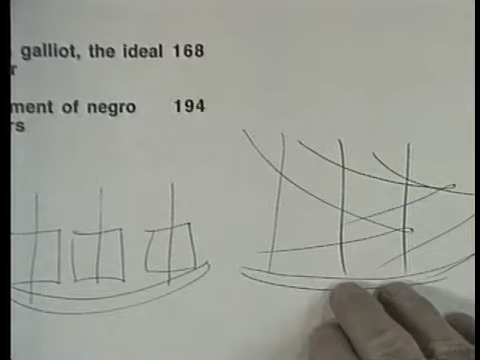 galliot, the ideal 168
r
ment of negro 194
rs